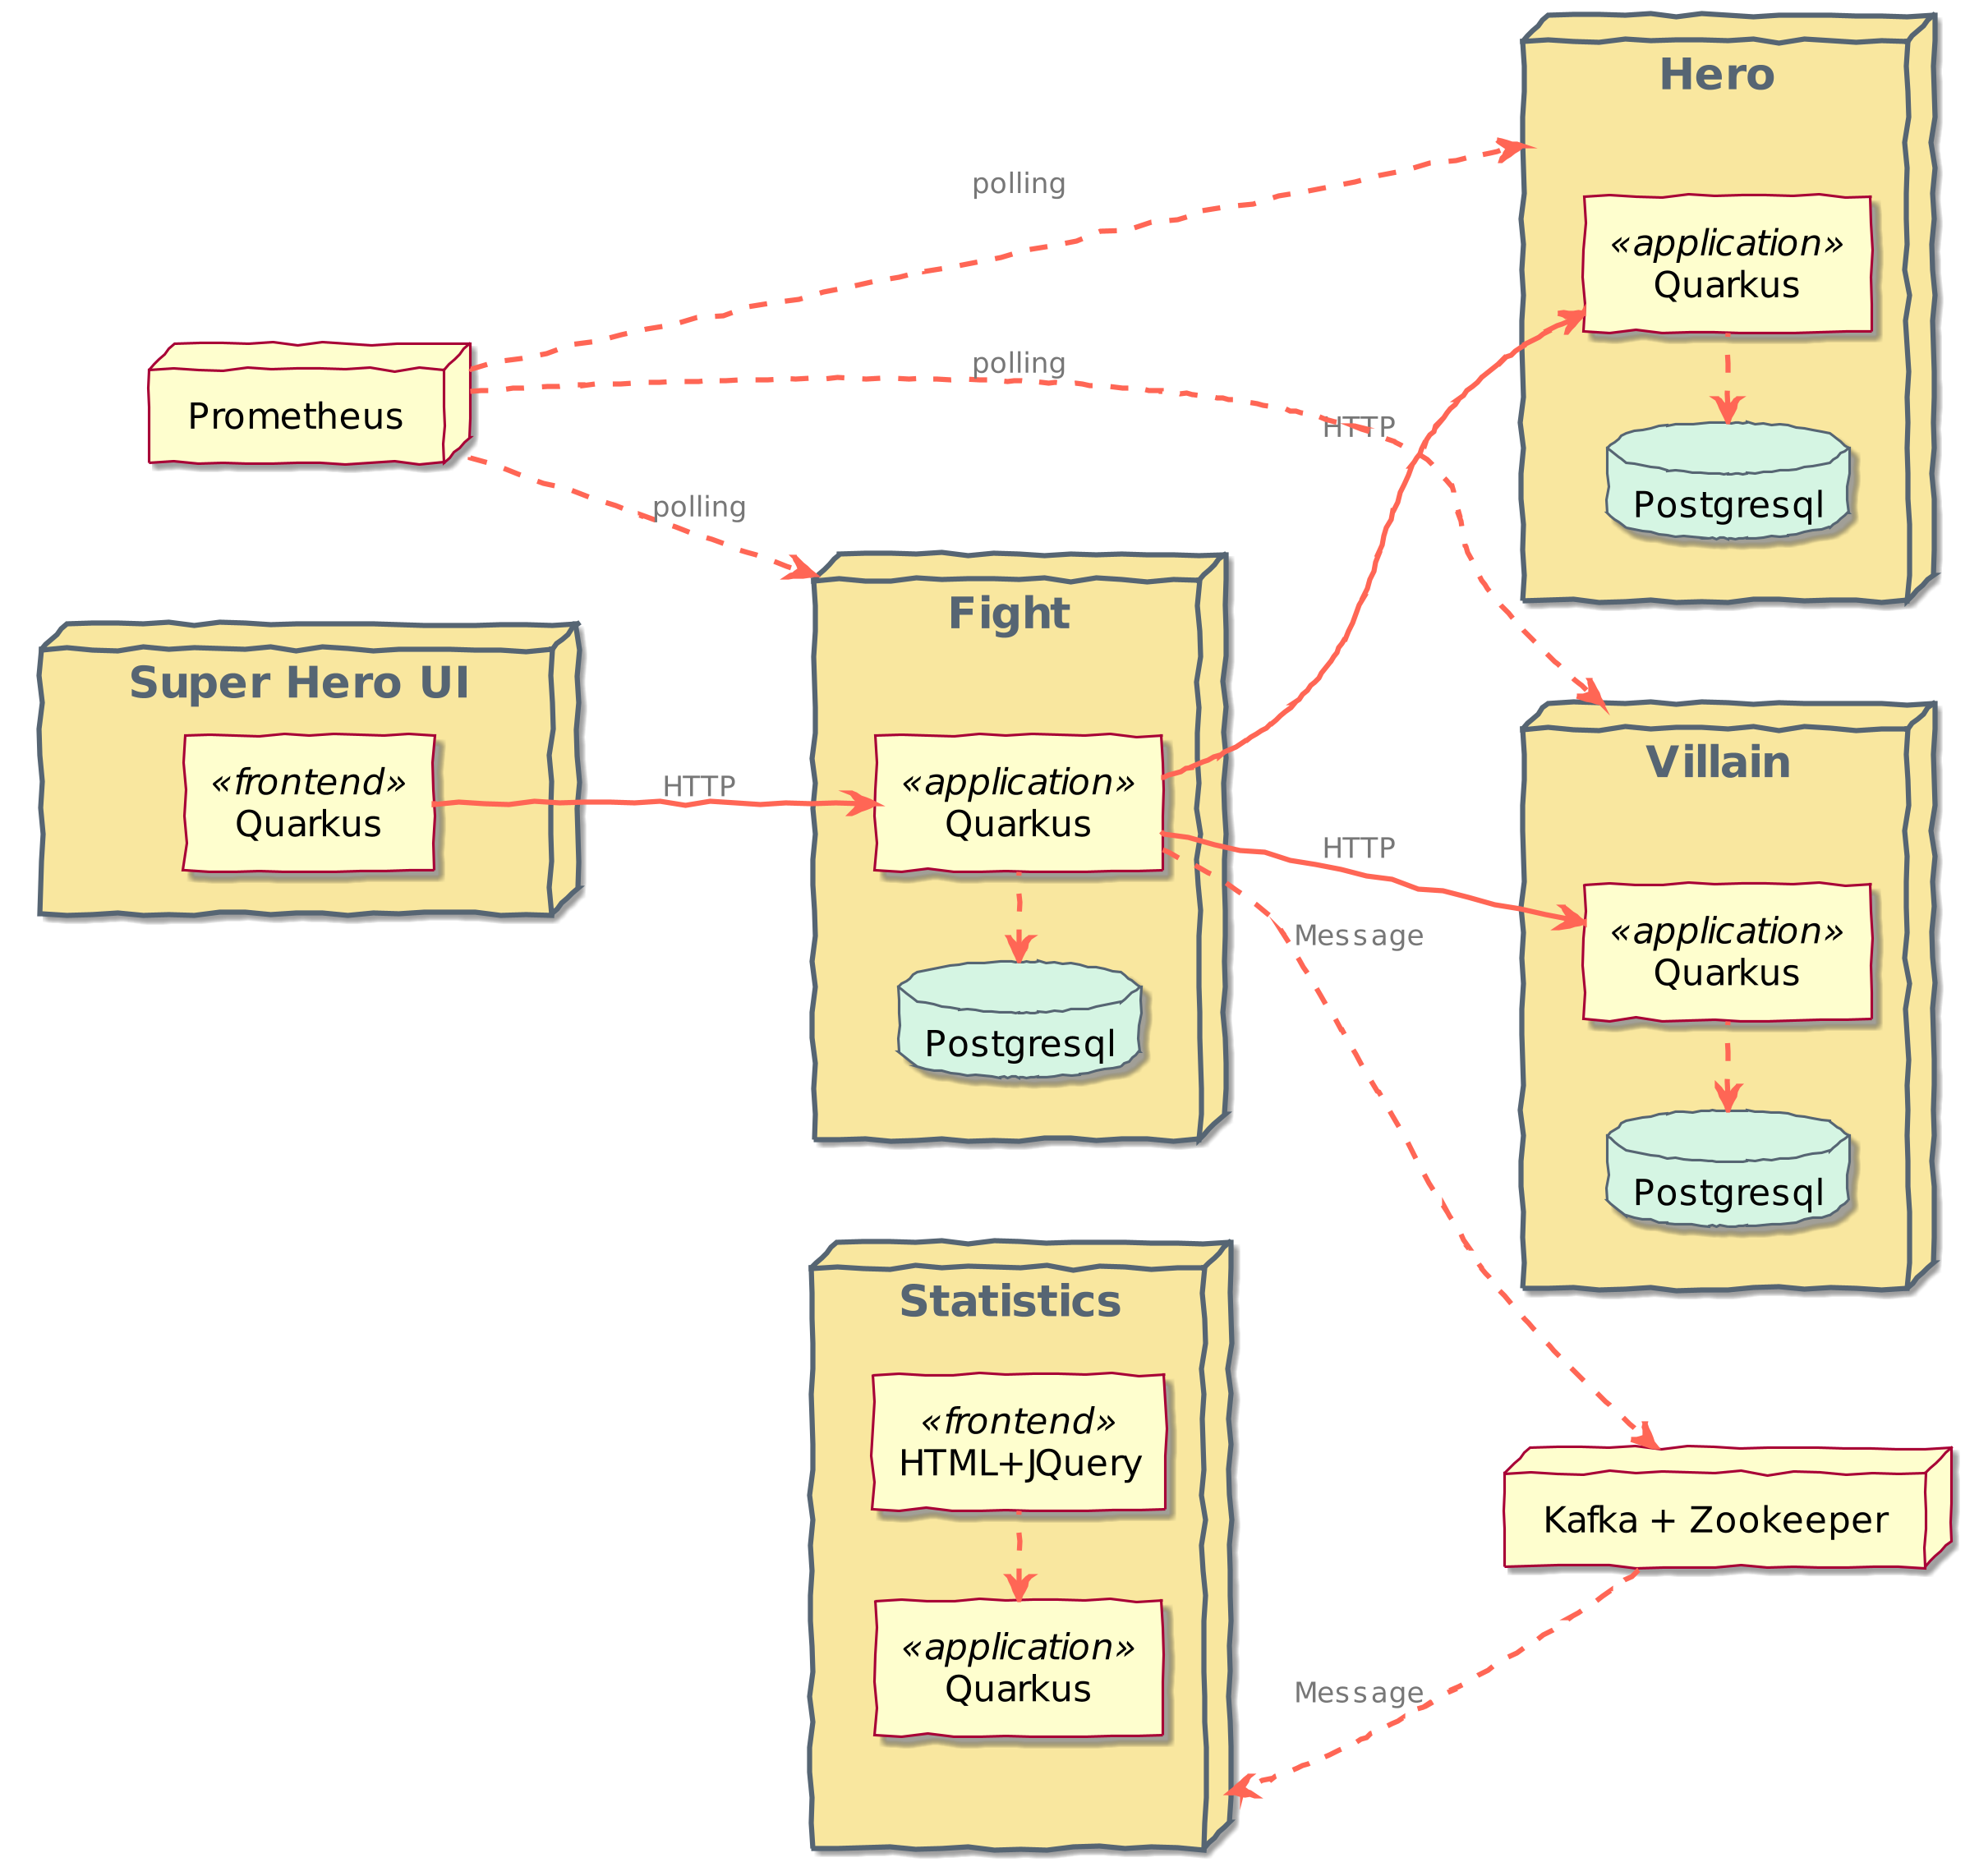 Hero
«application»
Quarkus
Postgresql
polling
polling
HTTP
Prometheus
polling
Fight
«application»
Quarkus
Postgresql
Super Hero UI
«frontend»
Quarkus
HTTP
Villain
«application»
Quarkus
Postgresql
HTTP
Message
Statistics
«frontend»
HTML+JQuery
«application»
Quarkus
Kafka + Zookeeper
Message